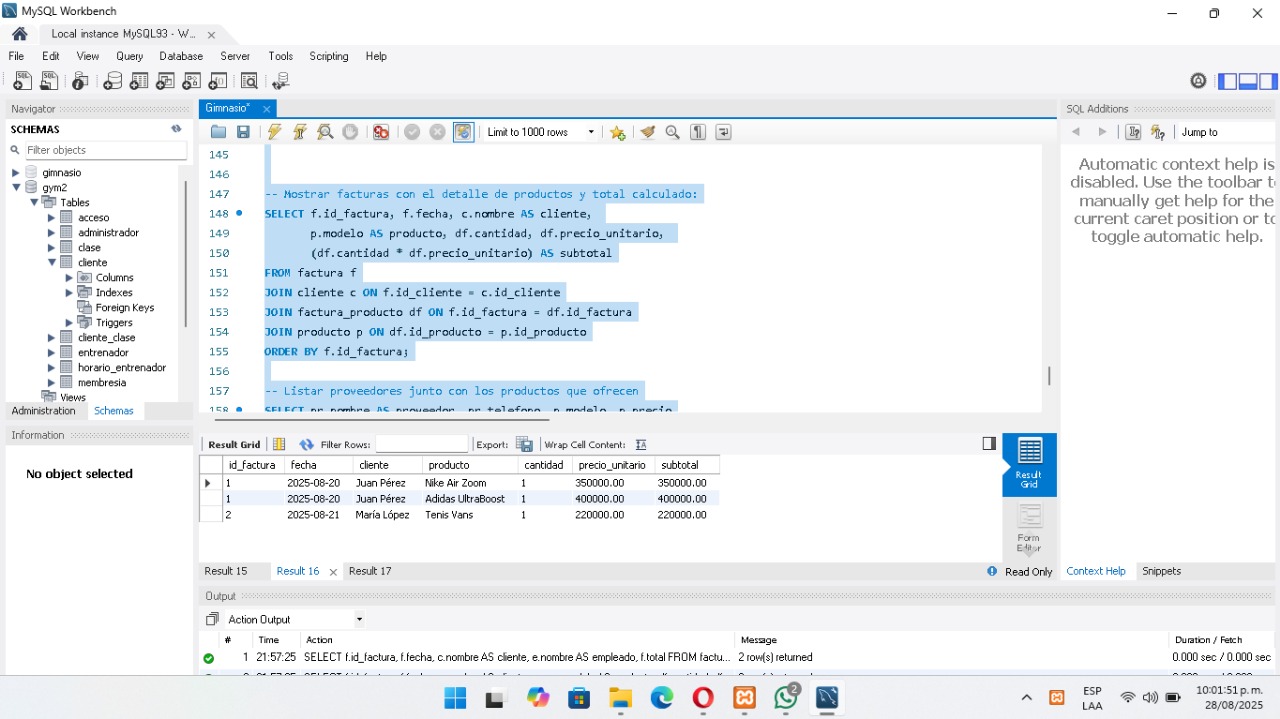 MySQL Workbench
Local instance MySQL93 - W...
File Edit View Query Database Server Tools Scripting Help
Navigator
SCHEMAS
Filter objects
gimnasio
gym2
Tables
acceso
administrador
clase
cliente
Columns
Indexes
Foreign Keys
Triggers
cliente_clase
entrenador
horario_entrenador
membresia
Views
Administration Schemas
Information
No object selected
Gimnasio*
Limit to 1000 rows
145
146
147 -- Mostrar facturas con el detalle de productos y total calculado:
148 SELECT f.id_factura, f.fecha, c.nombre AS cliente,
149 p.modelo AS producto, df.cantidad, df.precio_unitario,
150 (df.cantidad * df.precio_unitario) AS subtotal
151 FROM factura f
152 JOIN cliente c ON f.id_cliente = c.id_cliente
153 JOIN factura_producto df ON f.id_factura = df.id_factura
154 JOIN producto p ON df.id_producto = p.id_producto
155 ORDER BY f.id_factura;
156
157 -- Listar proveedores junto con los productos que ofrecen
158 SELECT pr.nombre AS proveedor, pr.telefono, p.modelo, p.precio
Result Grid Filter Rows: Export: Wrap Cell Content:
id_factura fecha cliente producto cantidad precio_unitario subtotal
1 2025-08-20 Juan Pérez Nike Air Zoom 1 350000.00 350000.00
1 2025-08-20 Juan Pérez Adidas UltraBoost 1 400000.00 400000.00
2 2025-08-21 María López Tenis Vans 1 220000.00 220000.00
Result Grid
Form Editor
Result 15 Result 16 Result 17
Read Only
SQL Additions
Jump to
Automatic context help is
disabled. Use the toolbar
manually get help for the
current caret position or to
toggle automatic help.
Context Help Snippets
Output
Action Output
# Time Action Message Duration / Fetch
1 21:57:25 SELECT f.id_factura, f.fecha, c.nombre AS cliente, e.nombre AS empleado, f.total FROM factu... 2 row(s) returned 0.000 sec / 0.000 sec
2
ESP
LAA
10:01:51 p.m.
28/08/2025